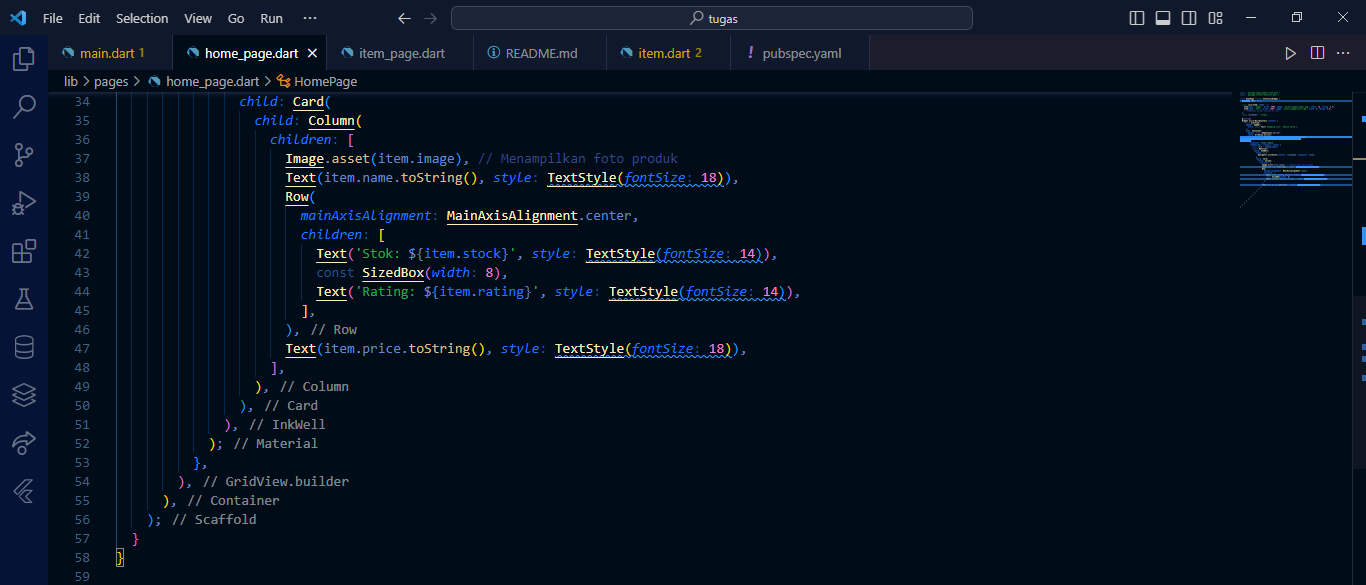 File Edit Selection View Go Run ··· tugas
main.dart 1 home_page.dart item_page.dart README.md item.dart 2 pubspec.yaml
lib > pages > home_page.dart > HomePage
34 child: Card(
35 child: Column(
36 children: [
37 Image.asset(item.image), // Menampilkan foto produk
38 Text(item.name.toString(), style: TextStyle(fontSize: 18)),
39 Row(
40 mainAxisAlignment: MainAxisAlignment.center,
41 children: [
42 Text('Stok: ${item.stock}', style: TextStyle(fontSize: 14)),
43 const SizedBox(width: 8),
44 Text('Rating: ${item.rating}', style: TextStyle(fontSize: 14)),
45 ],
46 ), // Row
47 Text(item.price.toString(), style: TextStyle(fontSize: 18)),
48 ],
49 ), // Column
50 ), // Card
51 ), // InkWell
52 ); // Material
53 },
54 ), // GridView.builder
55 ), // Container
56 ); // Scaffold
57 }
58 }
59